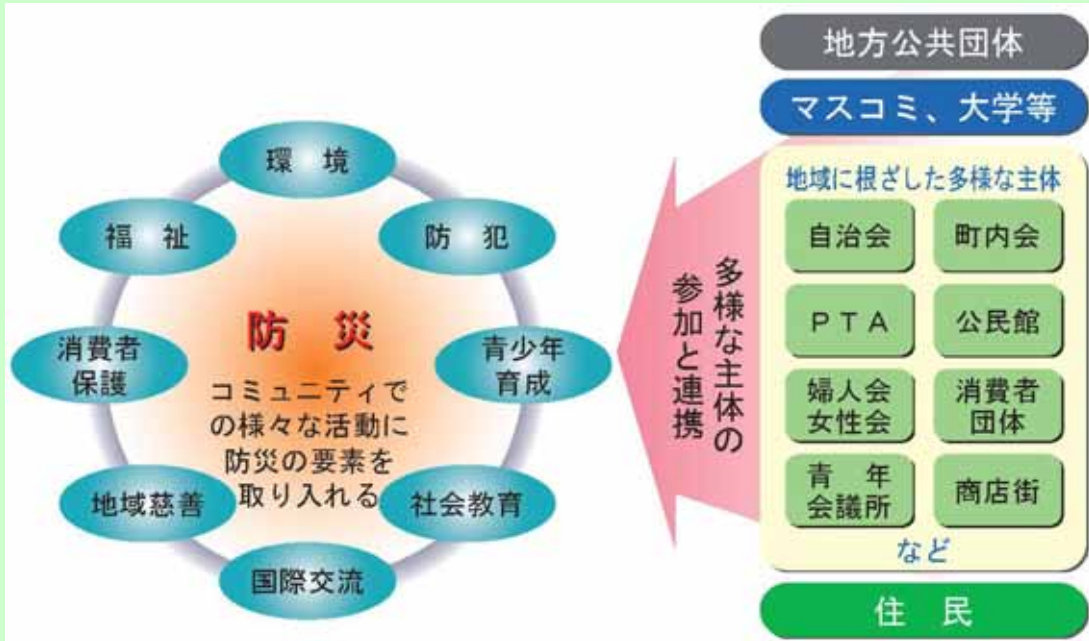 環 境
福 祉
防 犯
消費者
保護
青少年
育成
地域慈善
社会教育
国際交流
防 災
コミュニティで
の様々な活動に
防災の要素を
取り入れる
多様な主体の
参加と連携
地方公共団体
マスコミ、大学等
地域に根ざした多様な主体
自治会
町内会
PTA
公民館
婦人会
女性会
消費者
団体
青 年
会議所
商店街
など
住 民